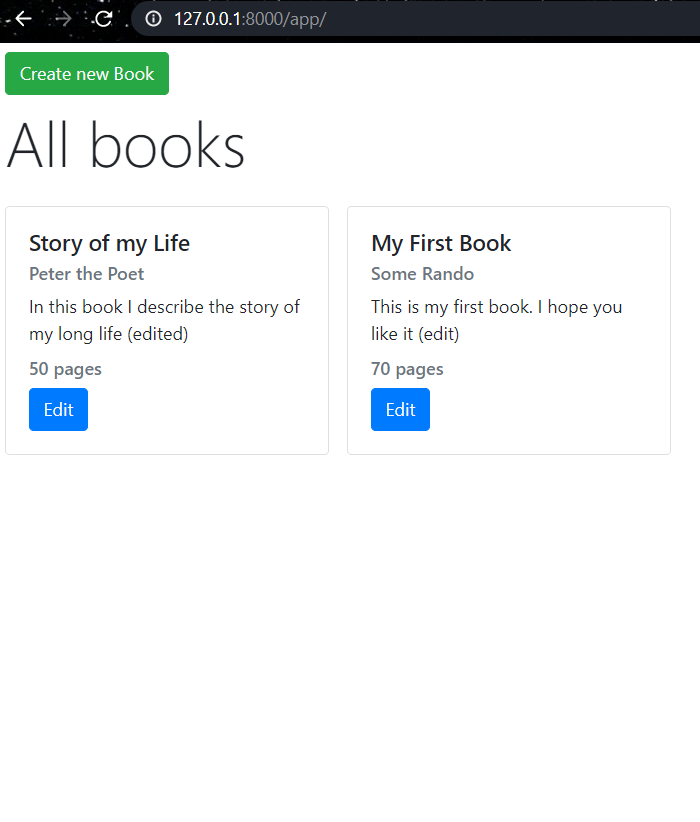 127.0.0.1:8000/app/
Create new Book
All books
Story of my Life
Peter the Poet
In this book I describe the story of
my long life (edited)
50 pages
Edit
My First Book
Some Rando
This is my first book. I hope you
like it (edit)
70 pages
Edit